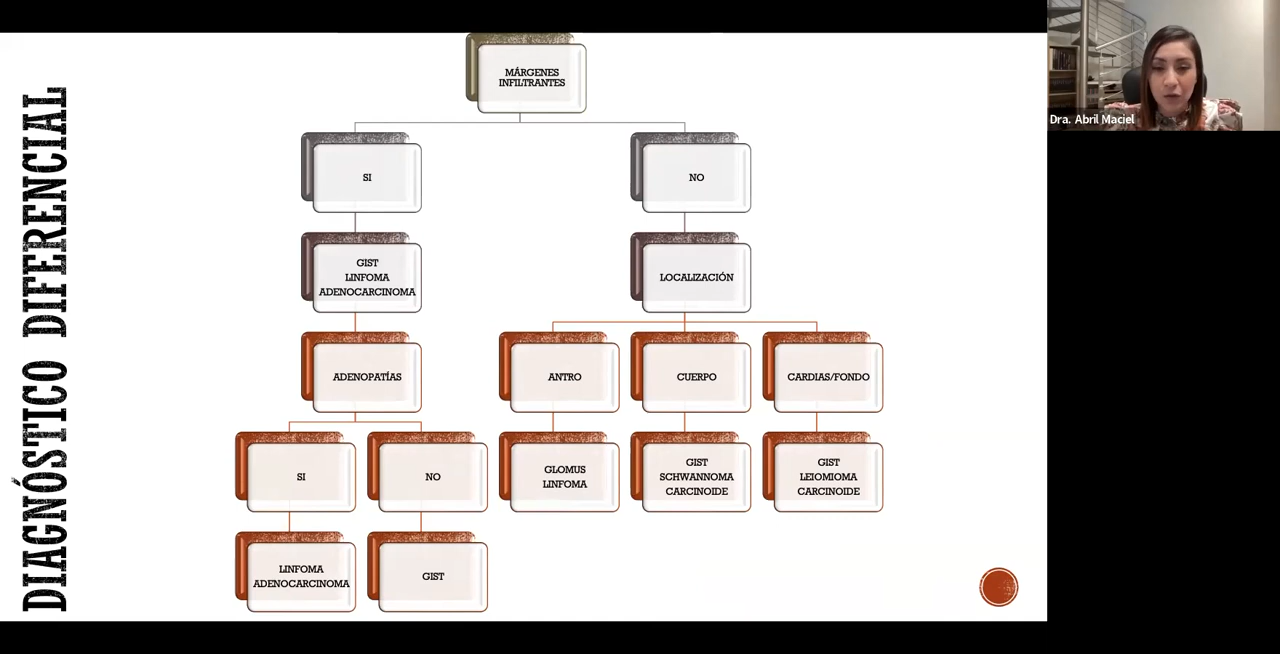 DIAGNÓSTICO DIFERENCIAL
MÁRGENES
INFILTRANTES
SI
NO
GIST
LINFOMA
ADENOCARCINOMA
LOCALIZACIÓN
ADENOPATÍAS
ANTRO
CUERPO
CARDIAS/FONDO
SI
NO
GLOMUS
LINFOMA
GIST
SCHWANNOMA
CARCINOIDE
GIST
LEIOMIOMA
CARCINOIDE
LINFOMA
ADENOCARCINOMA
GIST
Dra. Abril Maciel